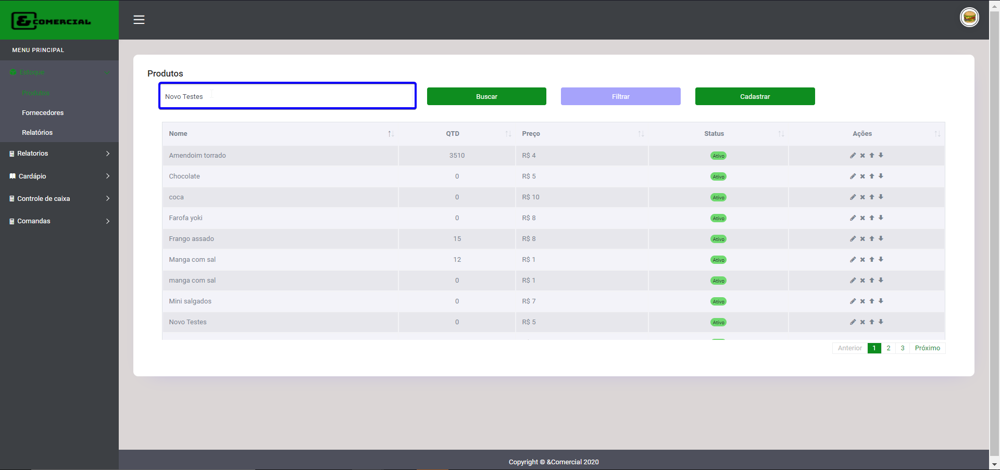 & COMERCIAL
MENU PRINCIPAL
Estoque
Produtos
Fornecedores
Relatórios
Relatorios
Cardápio
Controle de caixa
Comandas
Produtos
Novo Testes
Buscar
Filtrar
Cadastrar
Nome QTD Preço Status Ações
Amendoim torrado 3510 R$ 4 Ativo
Chocolate 0 R$ 5 Ativo
coca 0 R$ 10 Ativo
Farofa yoki 0 R$ 8 Ativo
Frango assado 15 R$ 8 Ativo
Manga com sal 12 R$ 1 Ativo
manga com sal 0 R$ 1 Ativo
Mini salgados 0 R$ 7 Ativo
Novo Testes 0 R$ 5 Ativo
Anterior 1 2 3 Próximo
Copyright © &Comercial 2020